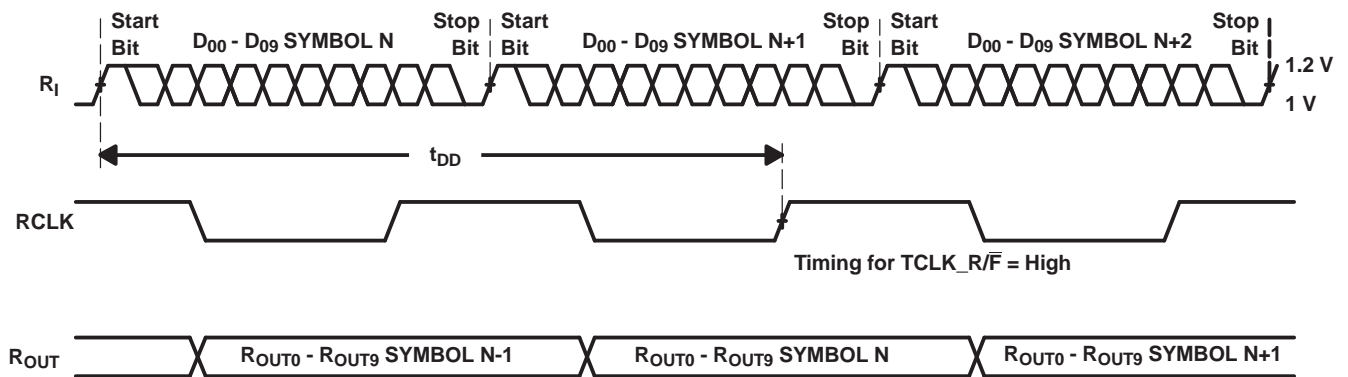 Start Bit D00 - D09 SYMBOL N Stop Bit
Start Bit D00 - D09 SYMBOL N+1 Stop Bit
Start Bit D00 - D09 SYMBOL N+2 Stop Bit
RI
1.2 V
1 V
tDD
RCLK
Timing for TCLK_R/F̅ = High
ROUT
ROUT0 - ROUT9 SYMBOL N-1
ROUT0 - ROUT9 SYMBOL N
ROUT0 - ROUT9 SYMBOL N+1